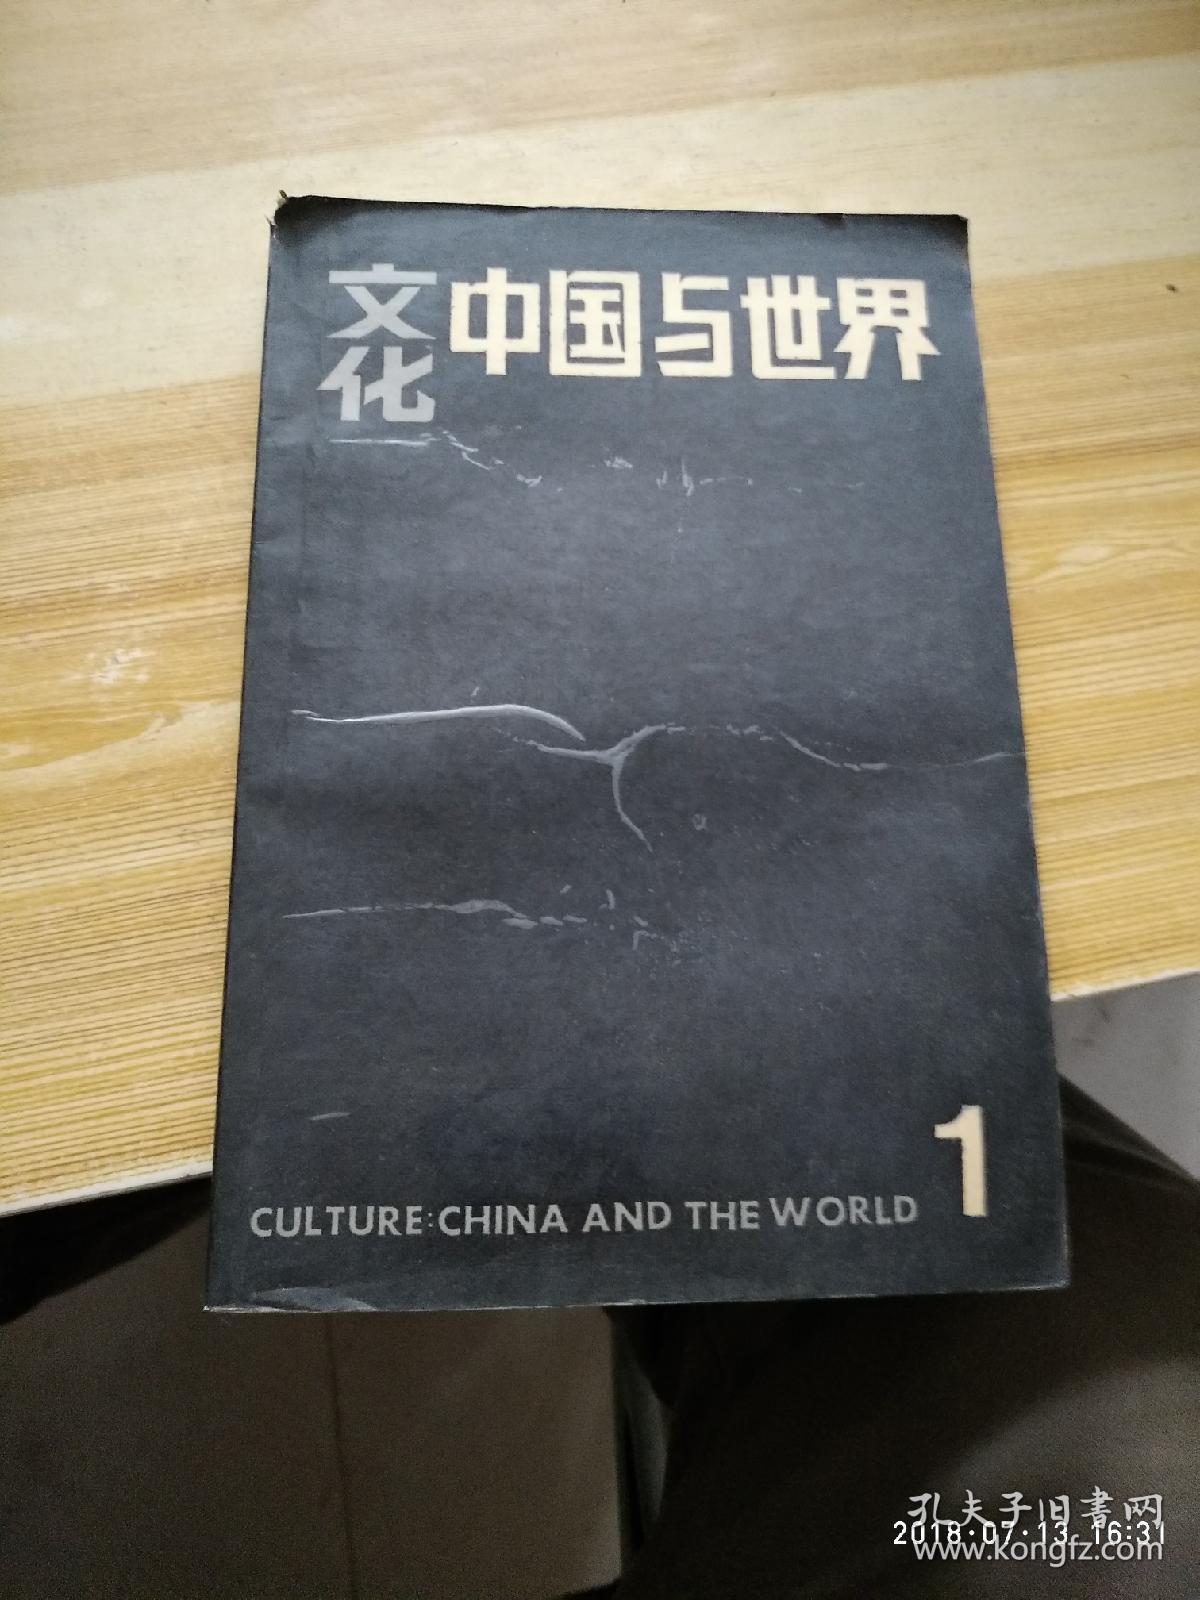 文化
中国与世界
CULTURE:CHINA AND THE WORLD
1
孔夫子旧書网
2018·07·13 16:31
www.kongfz.com